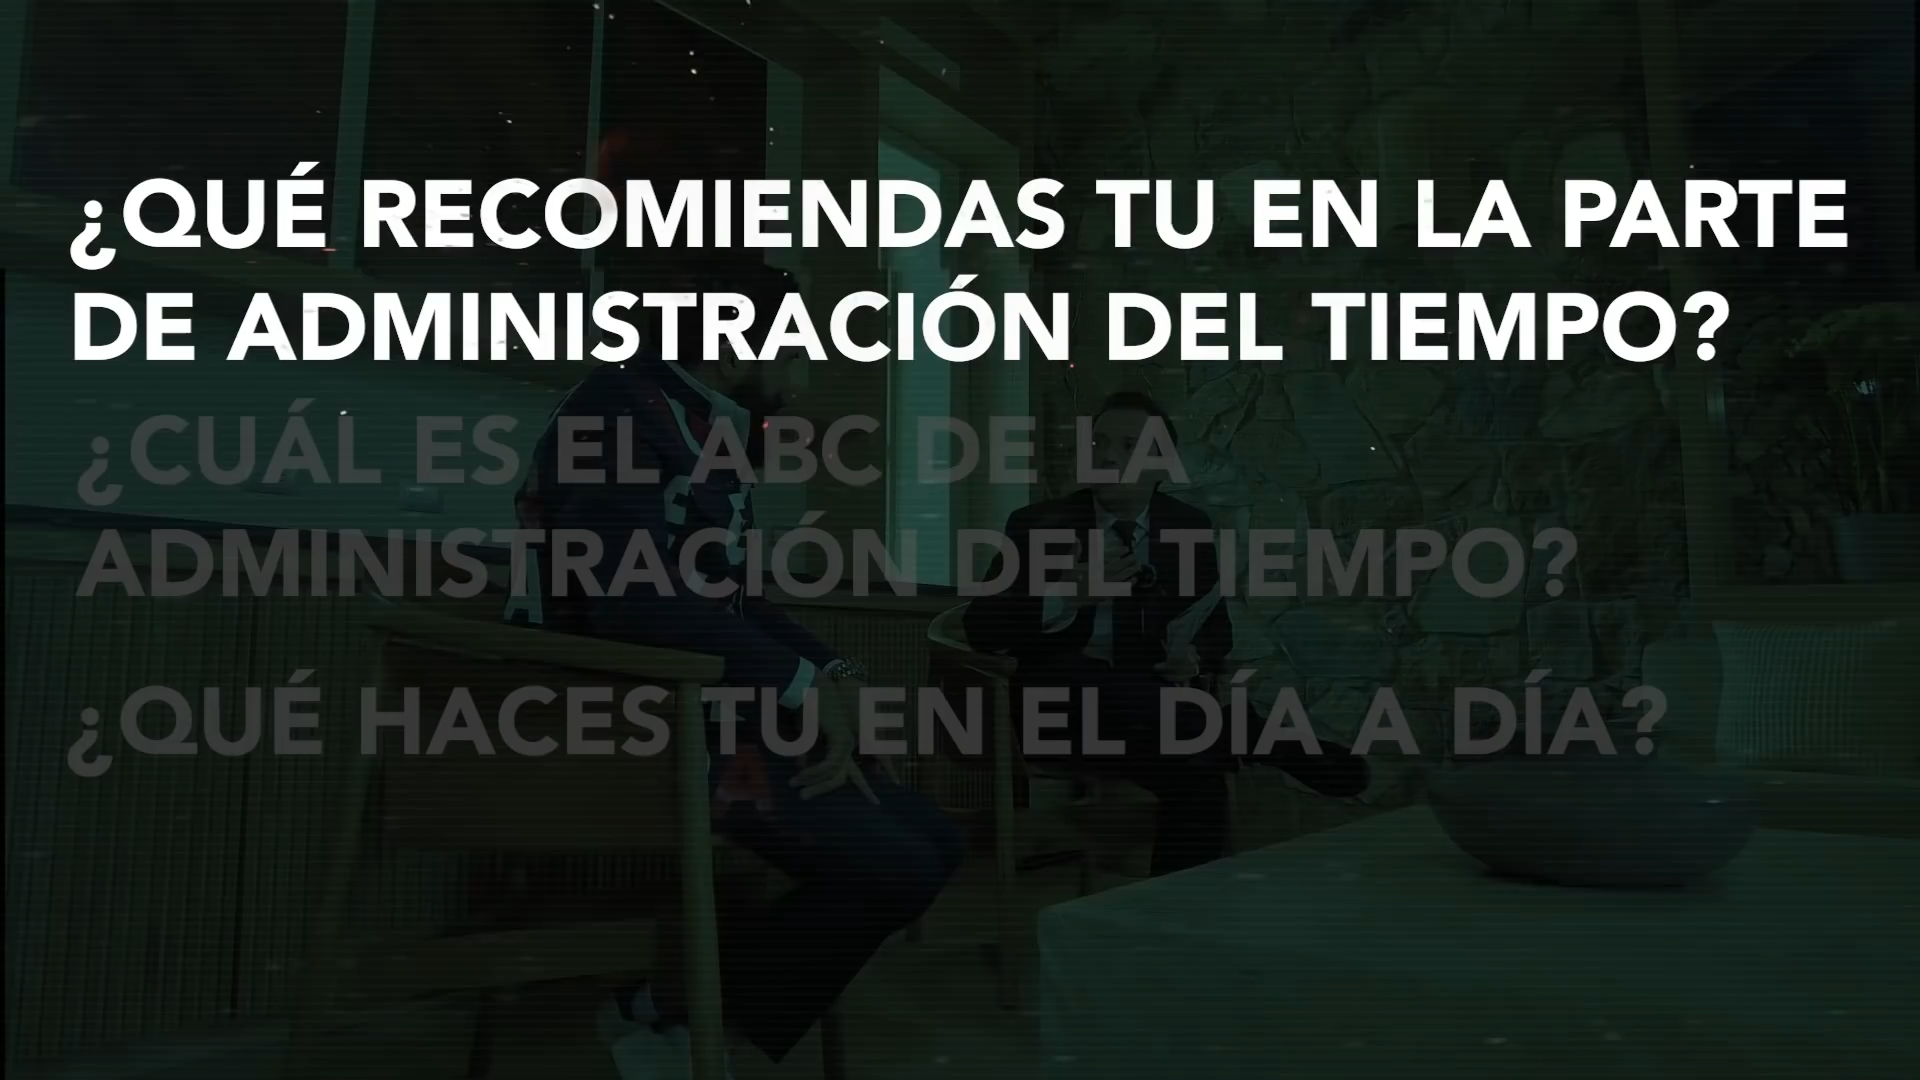 ¿QUÉ RECOMIENDAS TU EN LA PARTE
DE ADMINISTRACIÓN DEL TIEMPO?
¿CUÁL ES EL ABC DE LA
ADMINISTRACIÓN DEL TIEMPO?
¿QUÉ HACES TU EN EL DÍA A DÍA?